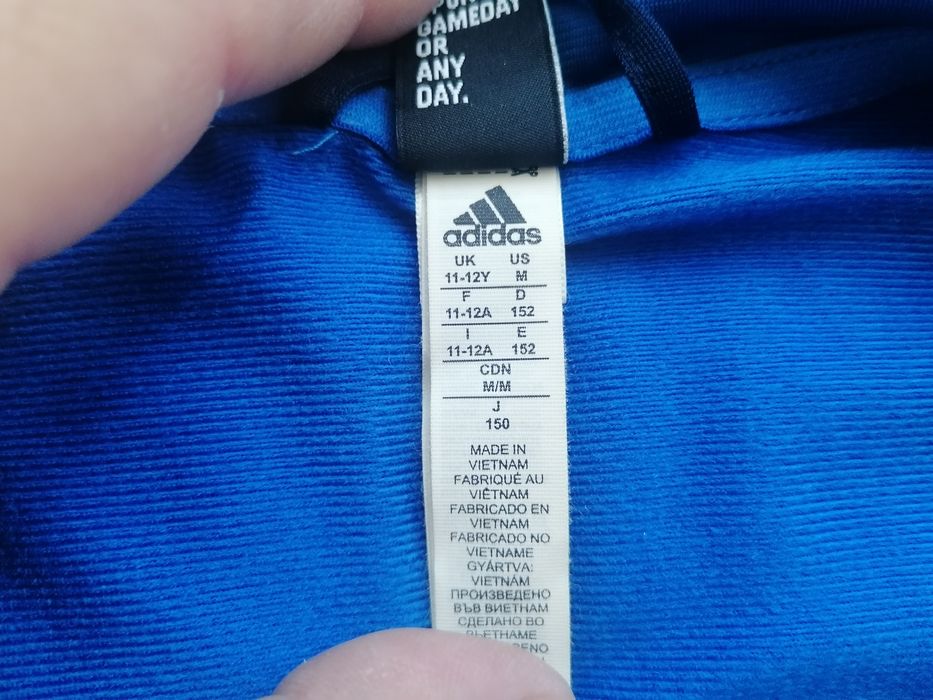 GAMEDAY
OR
ANY
DAY.
adidas
UK US
11-12Y M
F D
11-12A 152
I E
11-12A 152
CDN
M/M
J
150
MADE IN
VIETNAM
FABRIQUÉ AU
VIÊTNAM
FABRICADO EN
VIETNAM
FABRICADO NO
VIETNAME
GYÁRTVA:
VIETNÁM
ПРОИЗВЕДЕНО
ВЪВ ВИЕТНАМ
СДЕЛАНО ВО
ВЬЕТНАМЕ